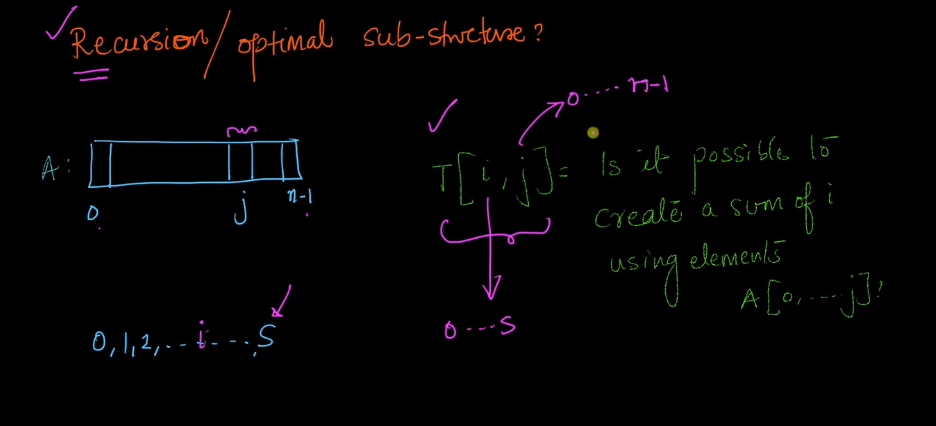 Recursion/optimal sub-structure?
0 ..... n-1
A:
T[i, j] = Is it possible to
create a sum of i
using elements
A[0, ... j]?
0 j n-1
0, 1, 2, ... i ...., S
0 ... S